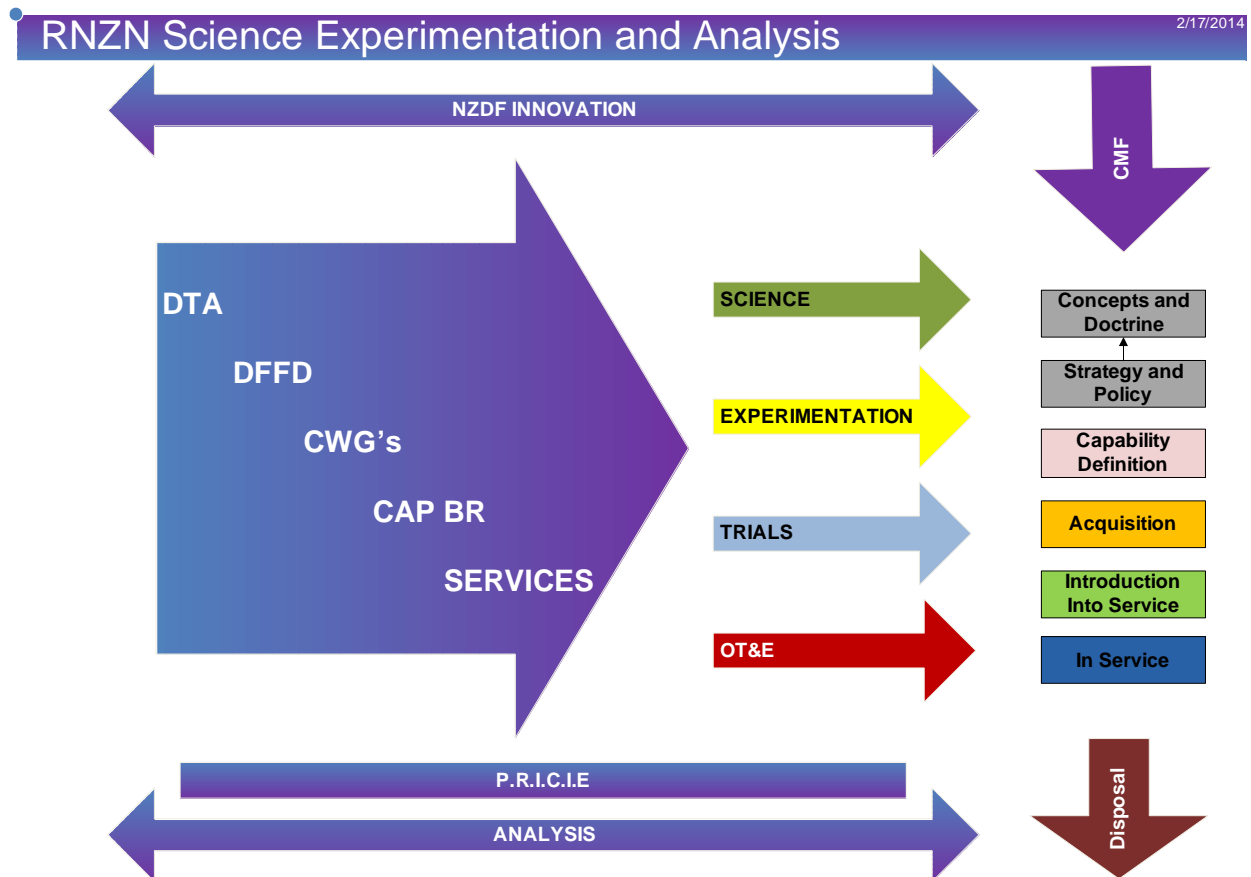 RNZN Science Experimentation and Analysis
2/17/2014
NZDF INNOVATION
CMF
DTA
DFFD
CWG’s
CAP BR
SERVICES
SCIENCE
EXPERIMENTATION
TRIALS
OT&E
Concepts and
Doctrine
Strategy and
Policy
Capability
Definition
Acquisition
Introduction
Into Service
In Service
P.R.I.C.I.E
ANALYSIS
Disposal